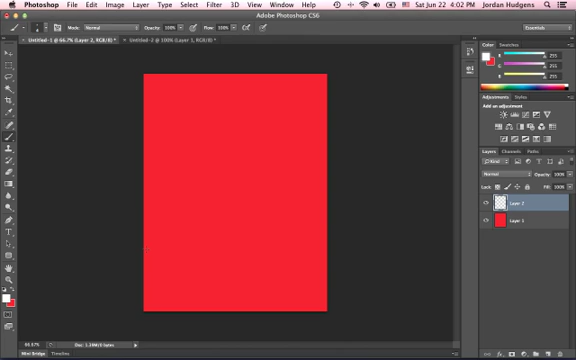 Photoshop File Edit Image Layer Type Select Filter 3D View Window Help Sat Jun 22 4:02 PM Jordan Hudgens
Adobe Photoshop CS6
Mode: Normal Opacity: 100% Flow: 100% Essentials
Untitled-1 @ 66.7% (Layer 2, RGB/8) * Untitled-2 @ 100% (Layer 1, RGB/8) *
Color Swatches
255
255
255
Adjustments Styles
Add an adjustment
Layers Channels Paths
Kind
Normal Opacity: 100%
Lock: Fill: 100%
Layer 2
Layer 1
66.67%
Mini Bridge Timeline